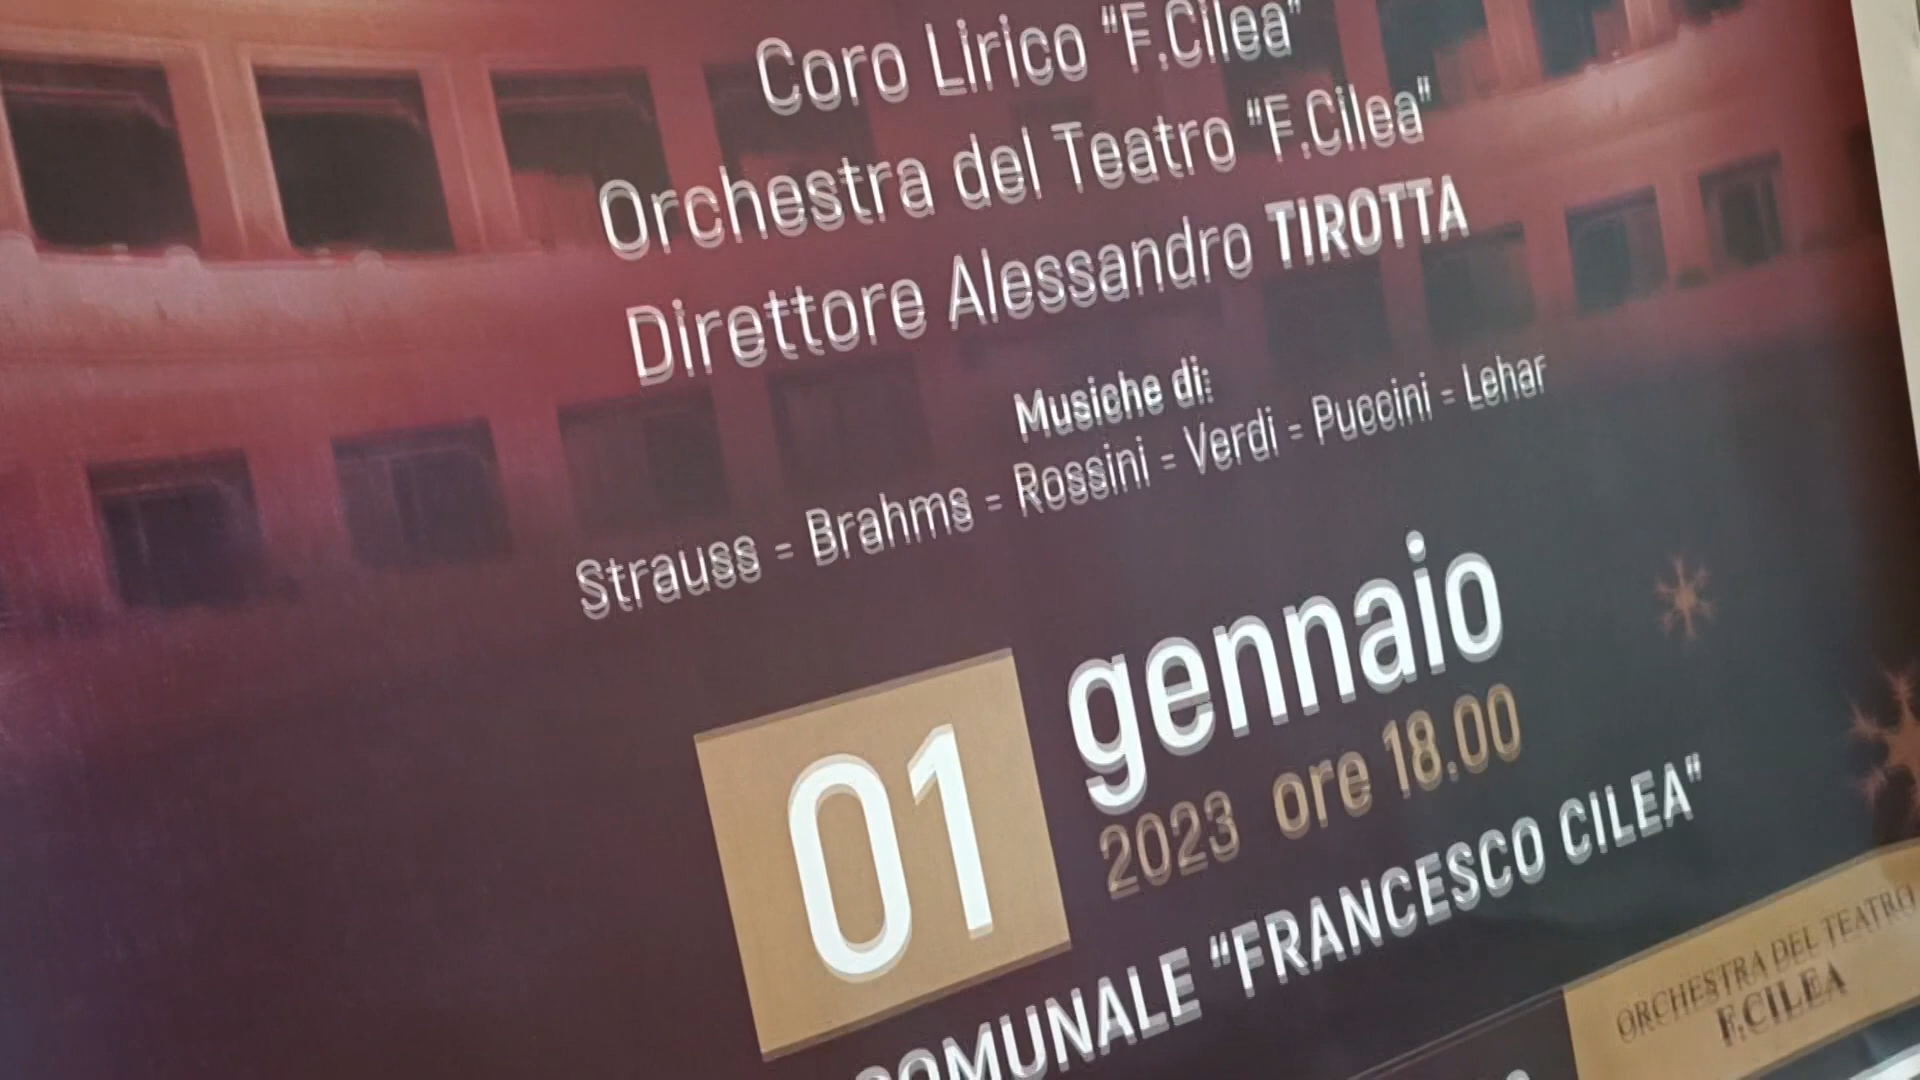 Coro Lirico "F.Cilea"
Orchestra del Teatro "F.Cilea"
Direttore Alessandro TIROTTA
Musiche di:
Strauss - Brahms - Rossini - Verdi - Puccini - Lehar
01 gennaio
2023 ore 18.00
COMUNALE "FRANCESCO CILEA"
ORCHESTRA DEL TEATRO
F.CILEA